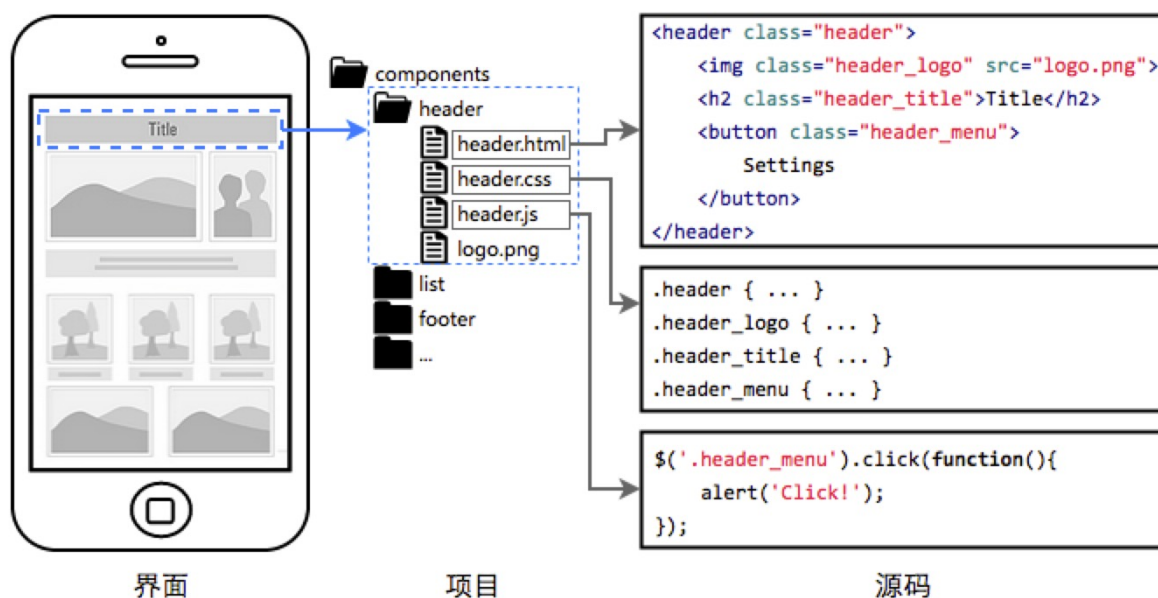 Title
components
header
header.html
header.css
header.js
logo.png
list
footer
...
<header class="header">
<img class="header_logo" src="logo.png">
<h2 class="header_title">Title</h2>
<button class="header_menu">
Settings
</button>
</header>
.header { ... }
.header_logo { ... }
.header_title { ... }
.header_menu { ... }
$('.header_menu').click(function(){
alert('Click!');
});
界面
项目
源码